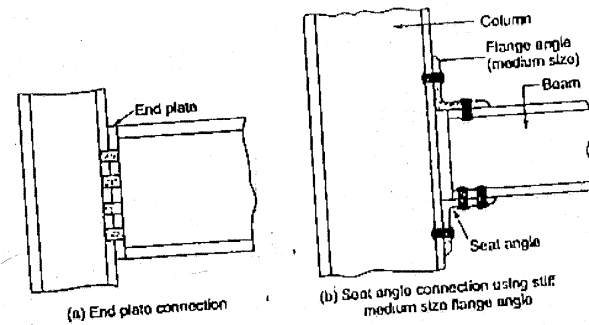 Column
Flange angle
(medium size)
Beam
End plate
Seat angle
(a) End plate connection
(b) Seat angle connection using stiff
medium size flange angle